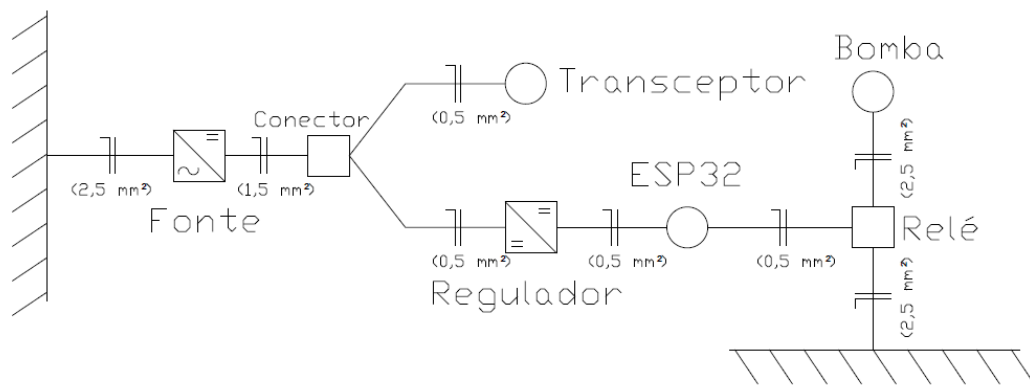 Bomba
Transceptor
(0,5 mm²)
Conector
(2,5 mm²)
(1,5 mm²)
Fonte
(2,5 mm²)
ESP32
Relé
(0,5 mm²)
(0,5 mm²)
(0,5 mm²)
Regulador
(2,5 mm²)